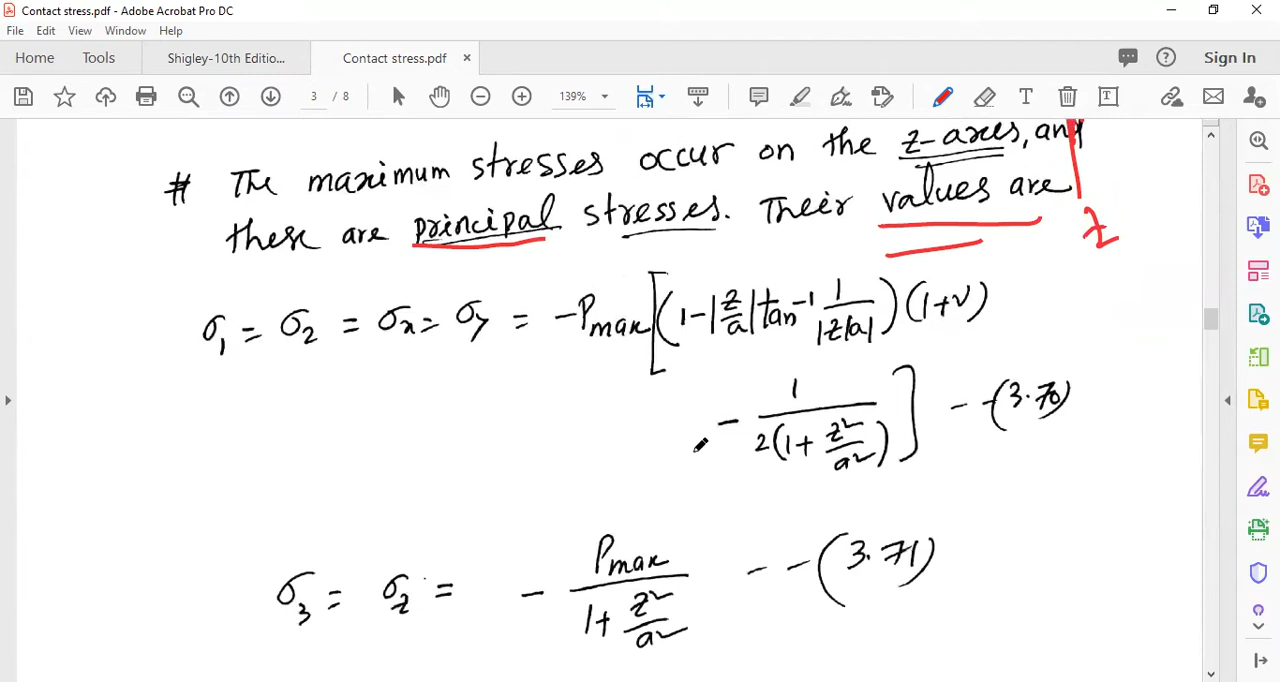 Contact stress.pdf - Adobe Acrobat Pro DC
File Edit View Window Help
Home Tools Shigley-10th Editio... Contact stress.pdf ×
3 / 8 139% Sign In
# The maximum stresses occur on the z-axes, and
these are principal stresses. Their values are
z
σ1 = σ2 = σx = σy = -Pmax[(1-|z/a|tan⁻¹ 1/|z/a|)(1+ν)
- 1/2(1+z²/a²)] - -(3.70)
σ3 = σz = - Pmax/1+z²/a² - -(3.71)